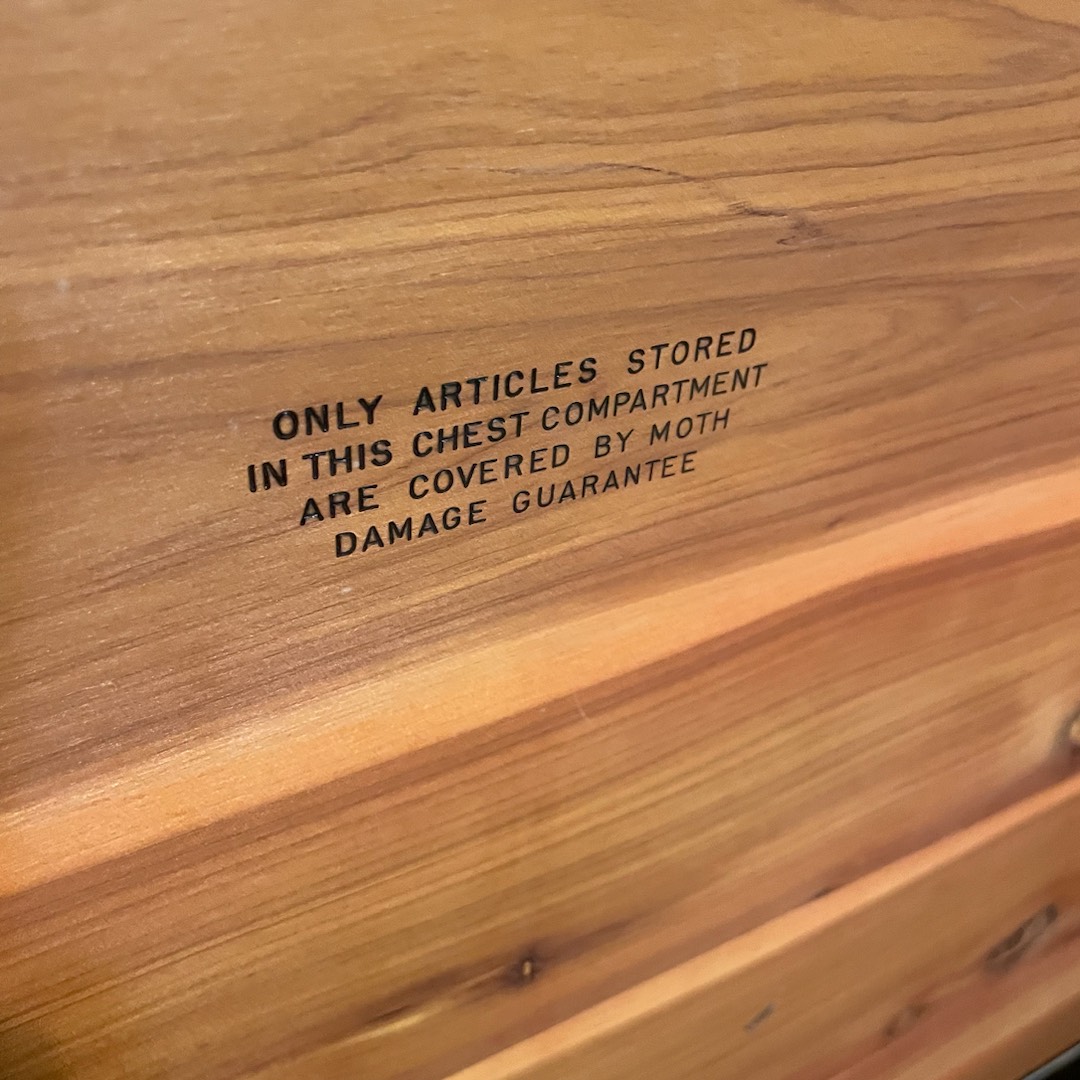 ONLY ARTICLES STORED
IN THIS CHEST COMPARTMENT
ARE COVERED BY MOTH
DAMAGE GUARANTEE